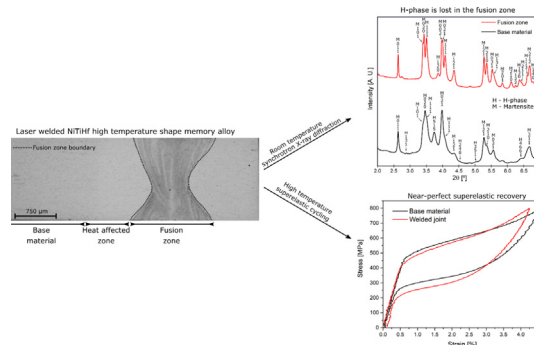 H-phase is lost in the fusion zone
Fusion zone
Base material
Intensity [A. U.]
H - H-phase
M - Martensite
2.0 2.5 3.0 3.5 4.0 4.5 5.0 5.5 6.0 6.5
2θ [º]
Laser welded NiTiHf high temperature shape memory alloy
Fusion zone boundary
750 µm
Base material
Heat affected zone
Fusion zone
Room temperature
synchrotron X-ray diffraction
High temperature
superelastic cycling
Near-perfect superelastic recovery
Base material
Welded joint
Stress [MPa]
800
700
600
500
400
300
200
100
0
0.0 0.5 1.0 1.5 2.0 2.5 3.0 3.5 4.0
Strain [%]